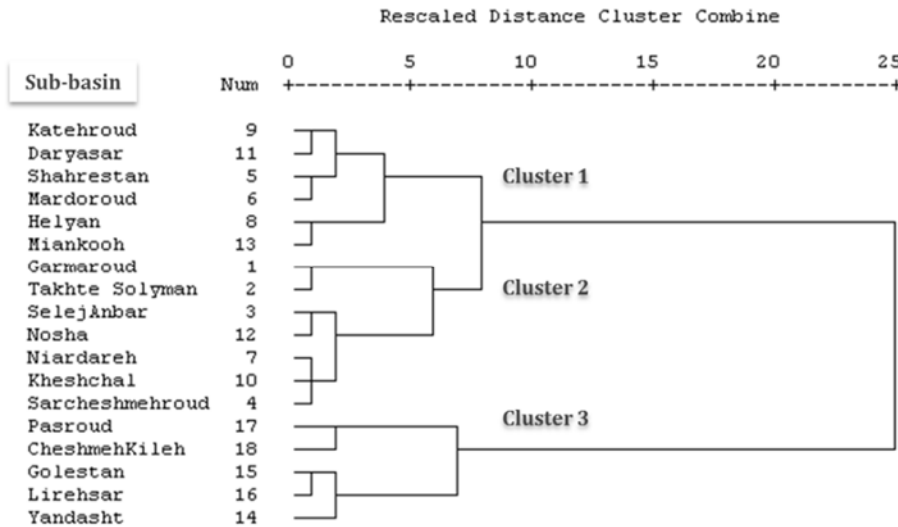 Rescaled Distance Cluster Combine
0 5 10 15 20 25
Sub-basin Num
Katehroud 9
Daryasar 11
Shahrestan 5
Cluster 1
Mardoroud 6
Helyan 8
Miankooh 13
Garmaroud 1
Takhte Solyman 2
Cluster 2
SelejAnbar 3
Nosha 12
Niardareh 7
Kheshchal 10
Sarcheshmehroud 4
Cluster 3
Pasroud 17
CheshmehKileh 18
Golestan 15
Lirehsar 16
Yandasht 14